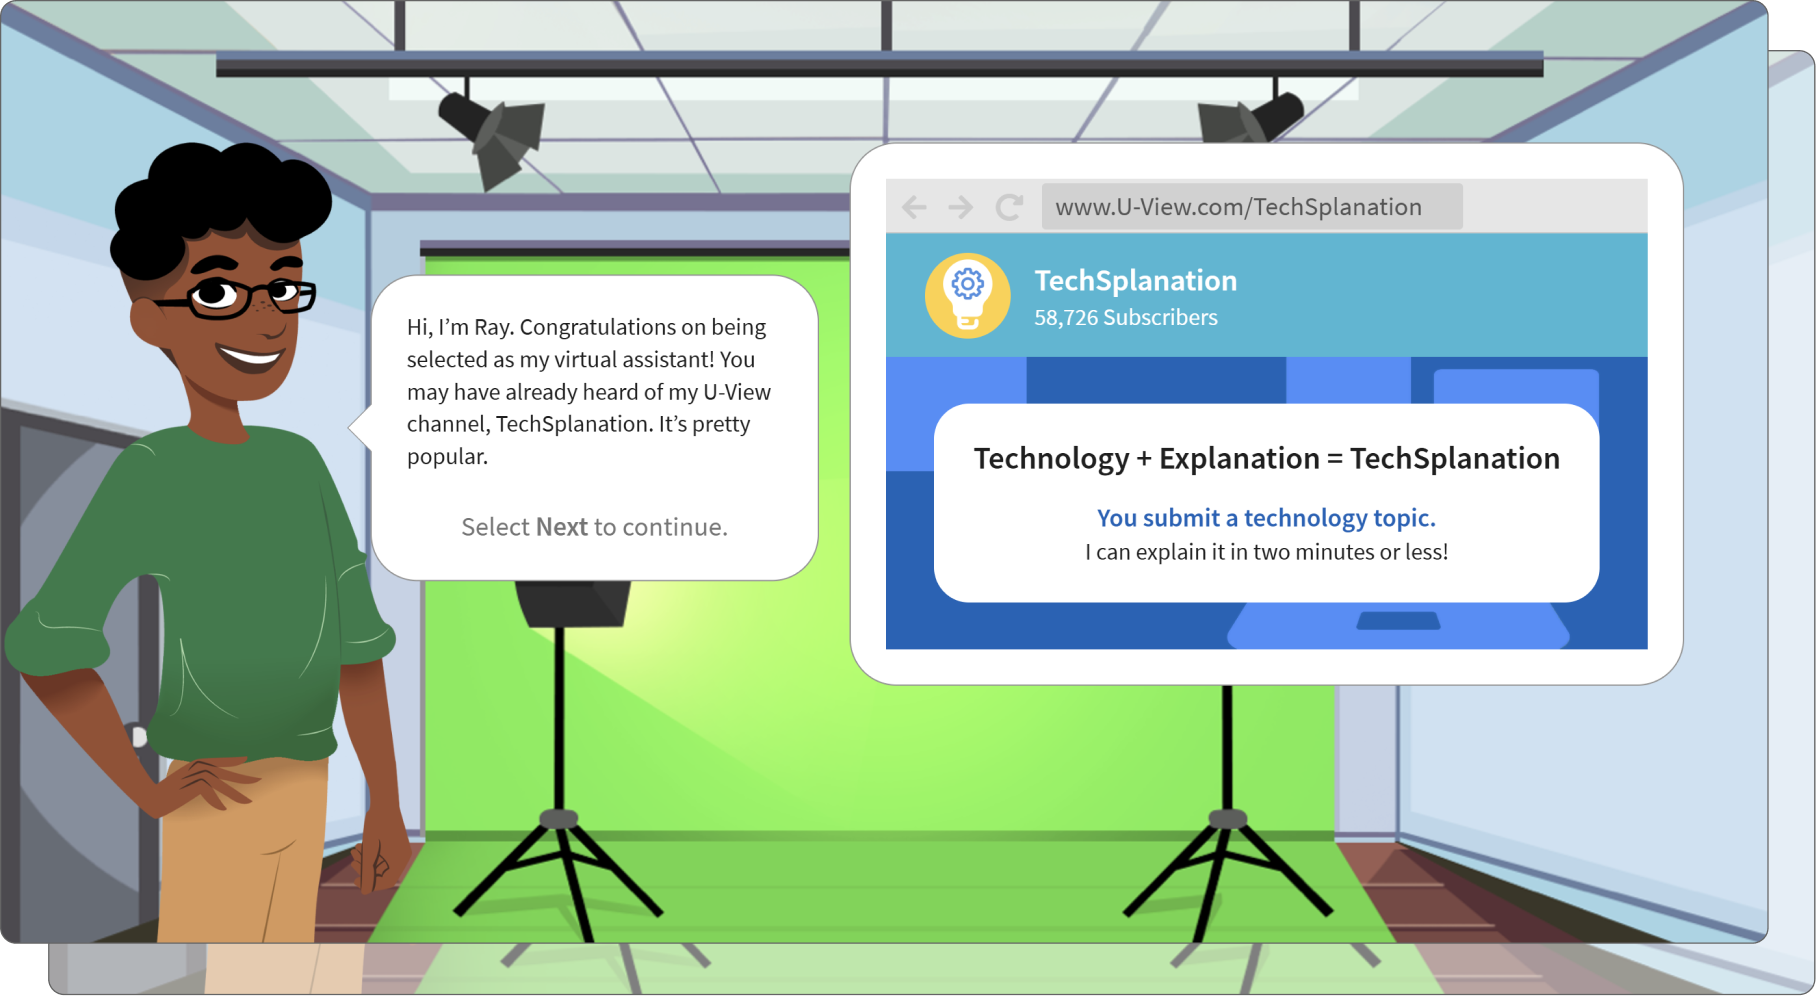 Hi, I’m Ray. Congratulations on being
selected as my virtual assistant! You
may have already heard of my U-View
channel, TechSplanation. It’s pretty
popular.
Select Next to continue.
www.U-View.com/TechSplanation
TechSplanation
58,726 Subscribers
Technology + Explanation = TechSplanation
You submit a technology topic.
I can explain it in two minutes or less!